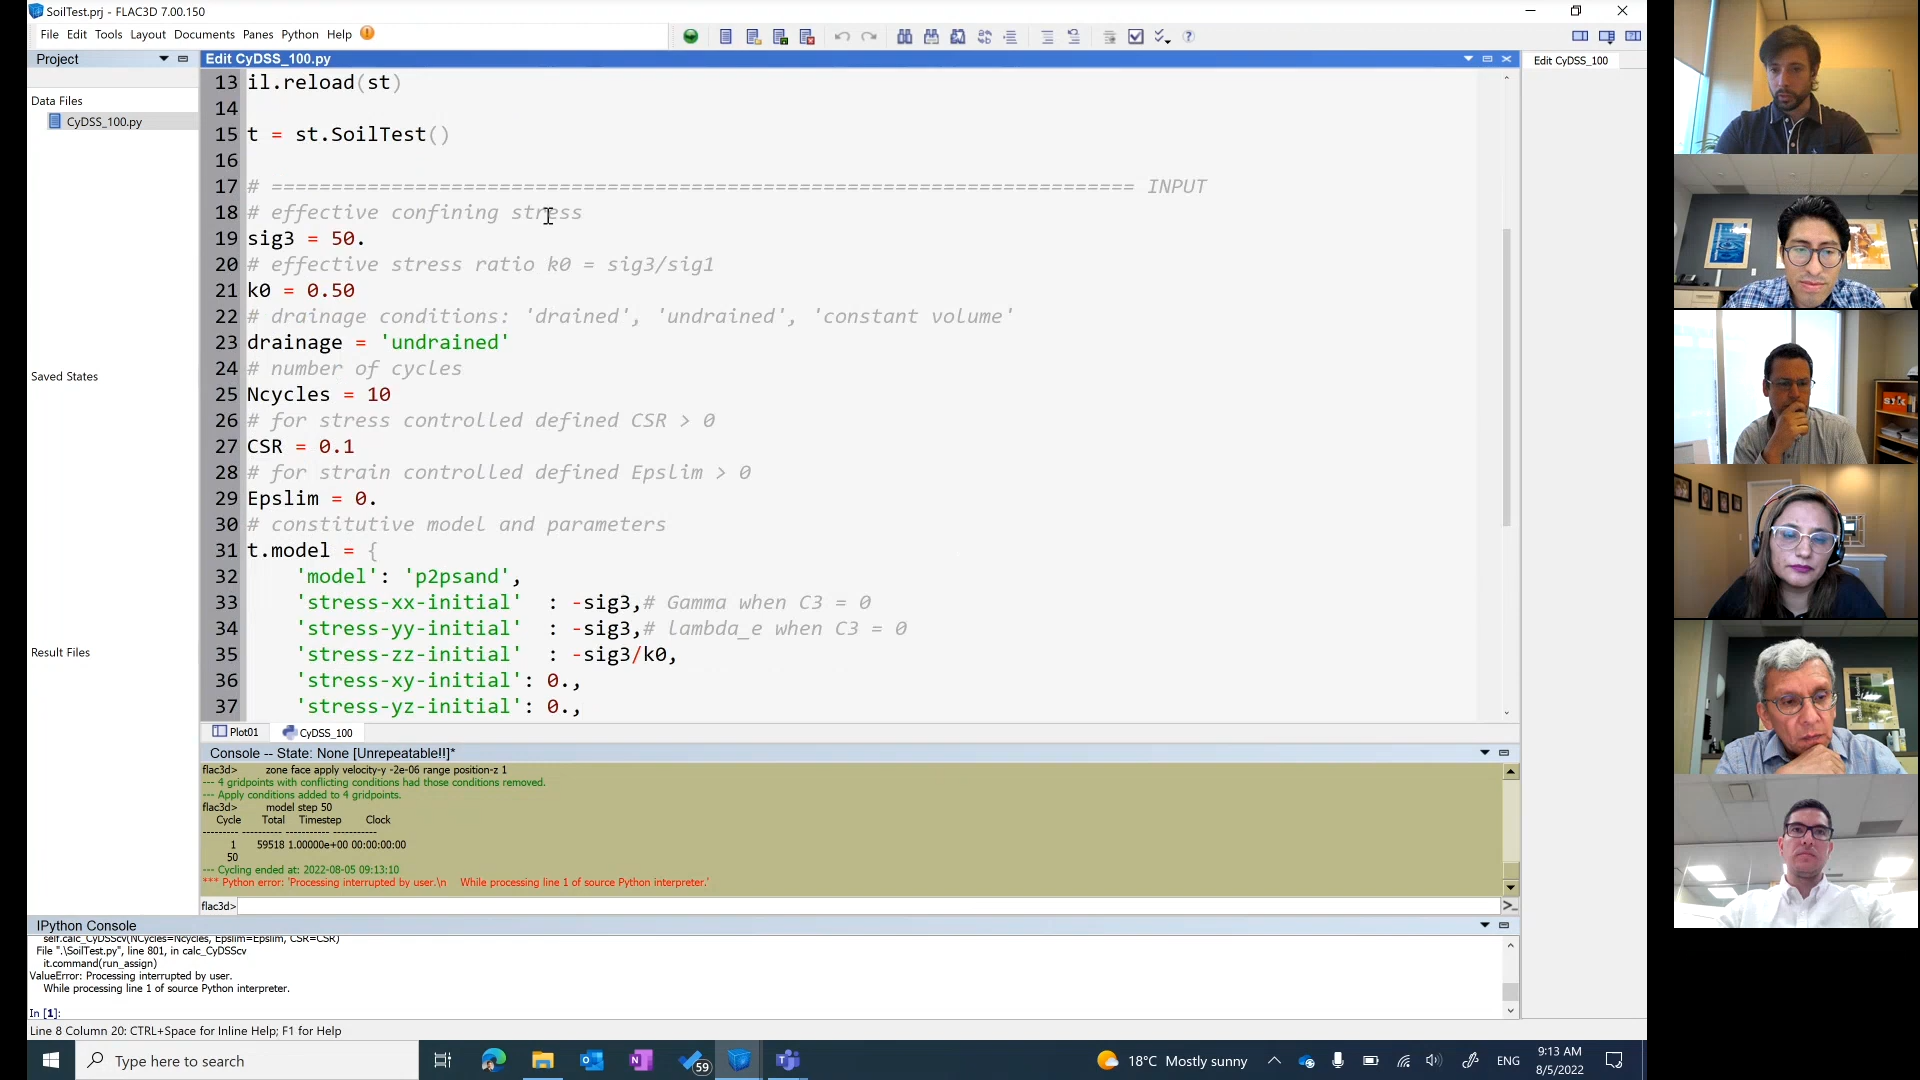 SoilTest.prj - FLAC3D 7.00.150
File Edit Tools Layout Documents Panes Python Help
Project
Edit CyDSS_100.py
Edit CyDSS_100
Data Files
CyDSS_100.py
Saved States
Result Files
13 il.reload(st)
14
15 t = st.SoilTest()
16
17 # ======================================================================== INPUT
18 # effective confining stress
19 sig3 = 50.
20 # effective stress ratio k0 = sig3/sig1
21 k0 = 0.50
22 # drainage conditions: 'drained', 'undrained', 'constant volume'
23 drainage = 'undrained'
24 # number of cycles
25 Ncycles = 10
26 # for stress controlled defined CSR > 0
27 CSR = 0.1
28 # for strain controlled defined Epslim > 0
29 Epslim = 0.
30 # constitutive model and parameters
31 t.model = {
32 'model': 'p2psand',
33 'stress-xx-initial' : -sig3,# Gamma when C3 = 0
34 'stress-yy-initial' : -sig3,# lambda_e when C3 = 0
35 'stress-zz-initial' : -sig3/k0,
36 'stress-xy-initial': 0.,
37 'stress-yz-initial': 0.,
Plot01 CyDSS_100
Console -- State: None [Unrepeatable!!]*
flac3d> zone face apply velocity-y -2e-06 range position-z 1
--- 4 gridpoints with conflicting conditions had those conditions removed.
--- Apply conditions added to 4 gridpoints.
flac3d> model step 50
Cycle Total Timestep Clock
--------- ---------- ----------- -----------
1 59518 1.00000e+00 00:00:00:00
50
--- Cycling ended at: 2022-08-05 09:13:10
*** Python error: 'Processing interrupted by user.\n While processing line 1 of source Python interpreter.'
flac3d>
IPython Console
self.calc_CyDSScv(NCycles=Ncycles, Epslim=Epslim, CSR=CSR)
File ".\SoilTest.py", line 801, in calc_CyDSScv
it.command(run_assign)
ValueError: Processing interrupted by user.
While processing line 1 of source Python interpreter.
In [1]:
Line 8 Column 20: CTRL+Space for Inline Help; F1 for Help
Type here to search
59
18°C Mostly sunny
ENG
9:13 AM
8/5/2022